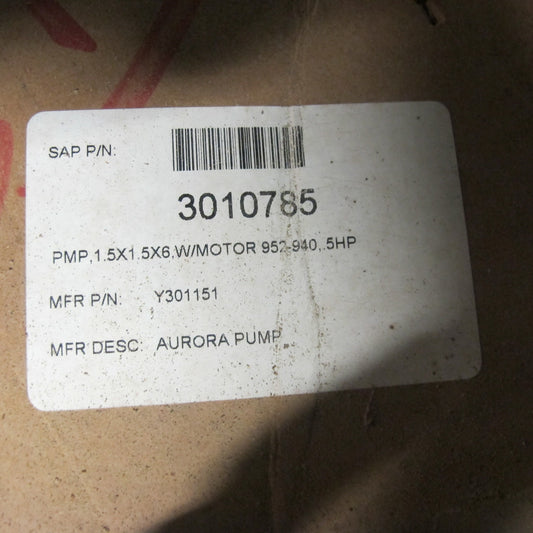 SAP P/N:
3010785
PMP,1.5X1.5X6,W/MOTOR 952-940,.5HP
MFR P/N: Y301151
MFR DESC: AURORA PUMP